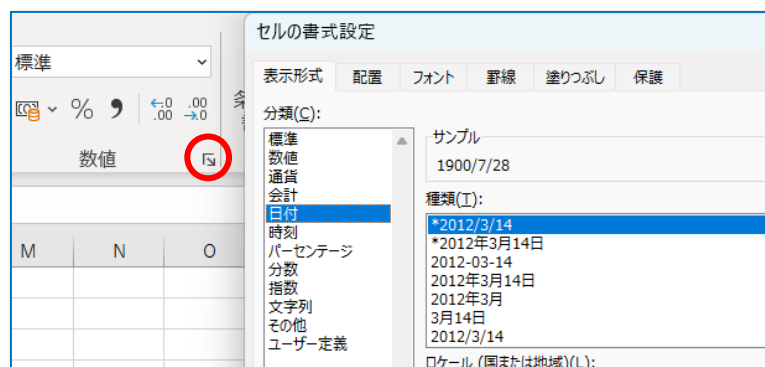 標準
% 9 ←0 .00 .00 →0
数値
M N O
セルの書式設定
表示形式 配置 フォント 罫線 塗りつぶし 保護
分類(C):
標準
数値
通貨
会計
日付
時刻
パーセンテージ
分数
指数
文字列
その他
ユーザー定義
サンプル
1900/7/28
種類(T):
*2012/3/14
*2012年3月14日
2012-03-14
2012年3月14日
2012年3月
3月14日
2012/3/14
ロケール (国または地域)(L):